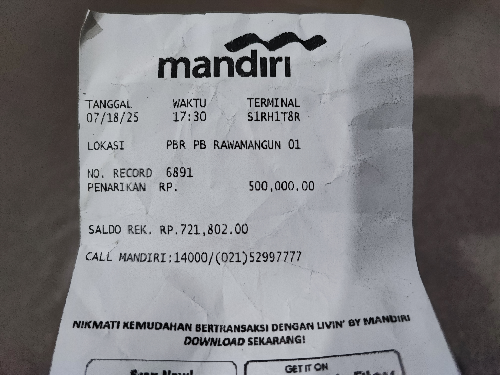 mandiri
TANGGAL WAKTU TERMINAL
07/18/25 17:30 S1RH1T8R
LOKASI PBR PB RAWAMANGUN 01
NO. RECORD 6891
PENARIKAN RP. 500,000.00
SALDO REK. RP.721,802.00
CALL MANDIRI:14000/(021)52997777
NIKMATI KEMUDAHAN BERTRANSAKSI DENGAN LIVIN' BY MANDIRI
DOWNLOAD SEKARANG!
GET IT ON